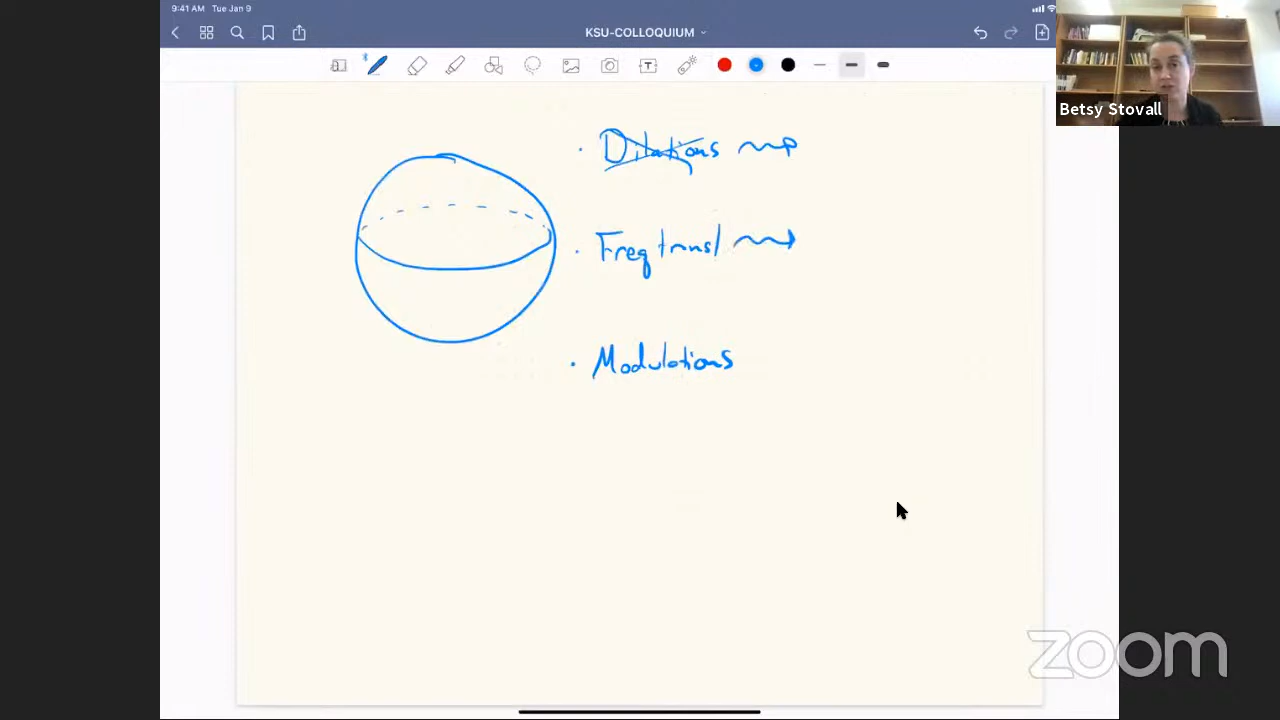 9:41 AM Tue Jan 9
KSU-COLLOQUIUM
T
Betsy Stovall
· Dilations
· Freq transl
· Modulations
zoom